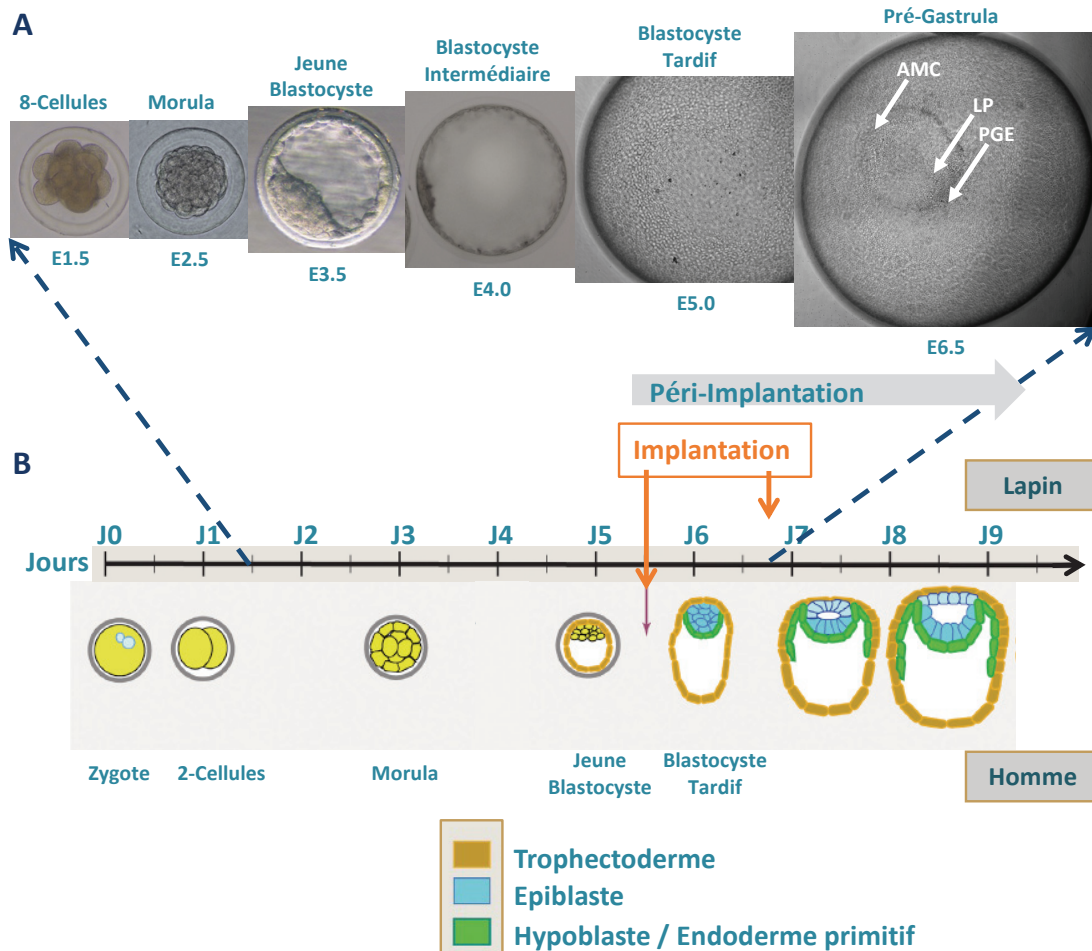 A
8-Cellules
Morula
Jeune
Blastocyste
Blastocyste
Intermédiaire
Blastocyste
Tardif
Pré-Gastrula
AMC
LP
PGE
E1.5
E2.5
E3.5
E4.0
E5.0
E6.5
Péri-Implantation
Implantation
B
Lapin
J0 J1 J2 J3 J4 J5 J6 J7 J8 J9
Jours
Zygote
2-Cellules
Morula
Jeune
Blastocyste
Blastocyste
Tardif
Homme
Trophectoderme
Epiblaste
Hypoblaste / Endoderme primitif